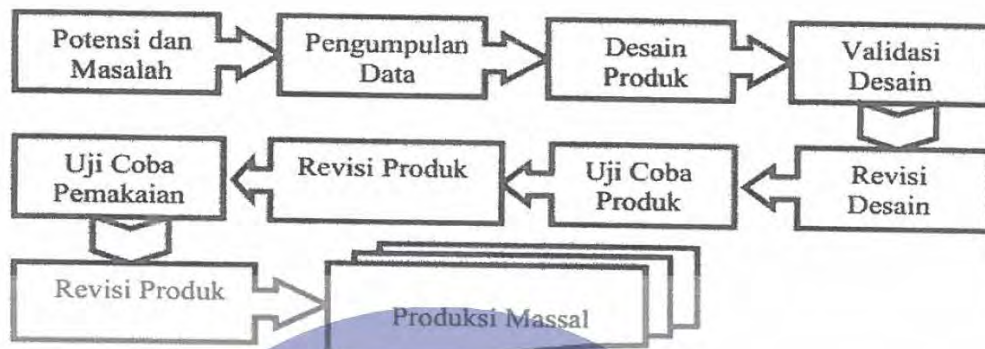 Potensi dan
Masalah
Pengumpulan
Data
Desain
Produk
Validasi
Desain
Revisi
Desain
Uji Coba
Produk
Revisi Produk
Uji Coba
Pemakaian
Revisi Produk
Produksi Massal